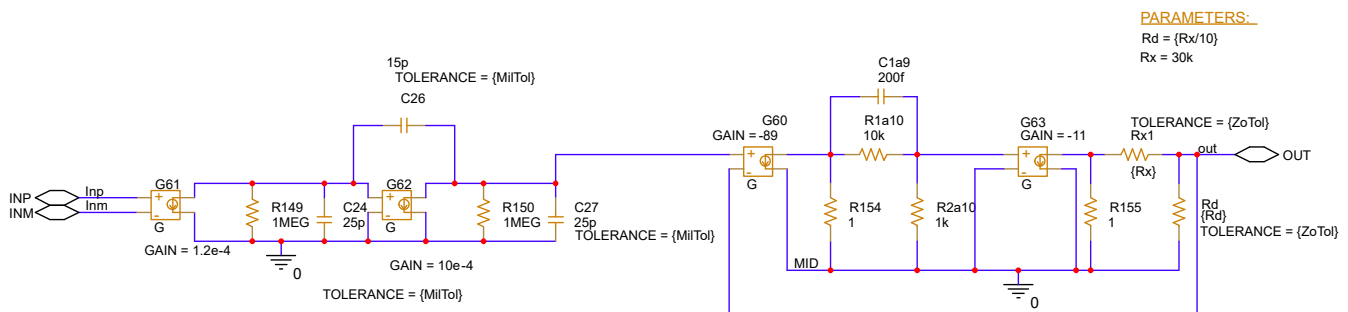 PARAMETERS:
Rd = {Rx/10}
Rx = 30k
15p
TOLERANCE = {MilTol}
C26
C1a9
200f
G60
GAIN = -89
R1a10
10k
G63
GAIN = -11
TOLERANCE = {ZoTol}
Rx1
{Rx}
out
OUT
INP
INM
Inp
Inm
G61
+
-
G
GAIN = 1.2e-4
R149
1MEG
C24
25p
G62
+
-
G
GAIN = 10e-4
R150
1MEG
C27
25p
TOLERANCE = {MilTol}
TOLERANCE = {MilTol}
0
+
-
G
MID
R154
1
R2a10
1k
+
-
G
R155
1
Rd
{Rd}
TOLERANCE = {ZoTol}
0